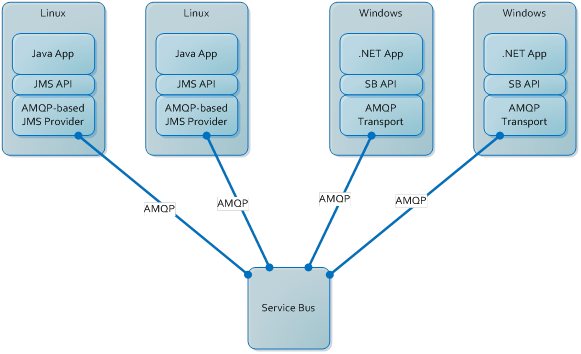 Linux
Java App
JMS API
AMQP-based
JMS Provider
Linux
Java App
JMS API
AMQP-based
JMS Provider
Windows
.NET App
SB API
AMQP
Transport
Windows
.NET App
SB API
AMQP
Transport
AMQP
AMQP
AMQP
AMQP
Service Bus